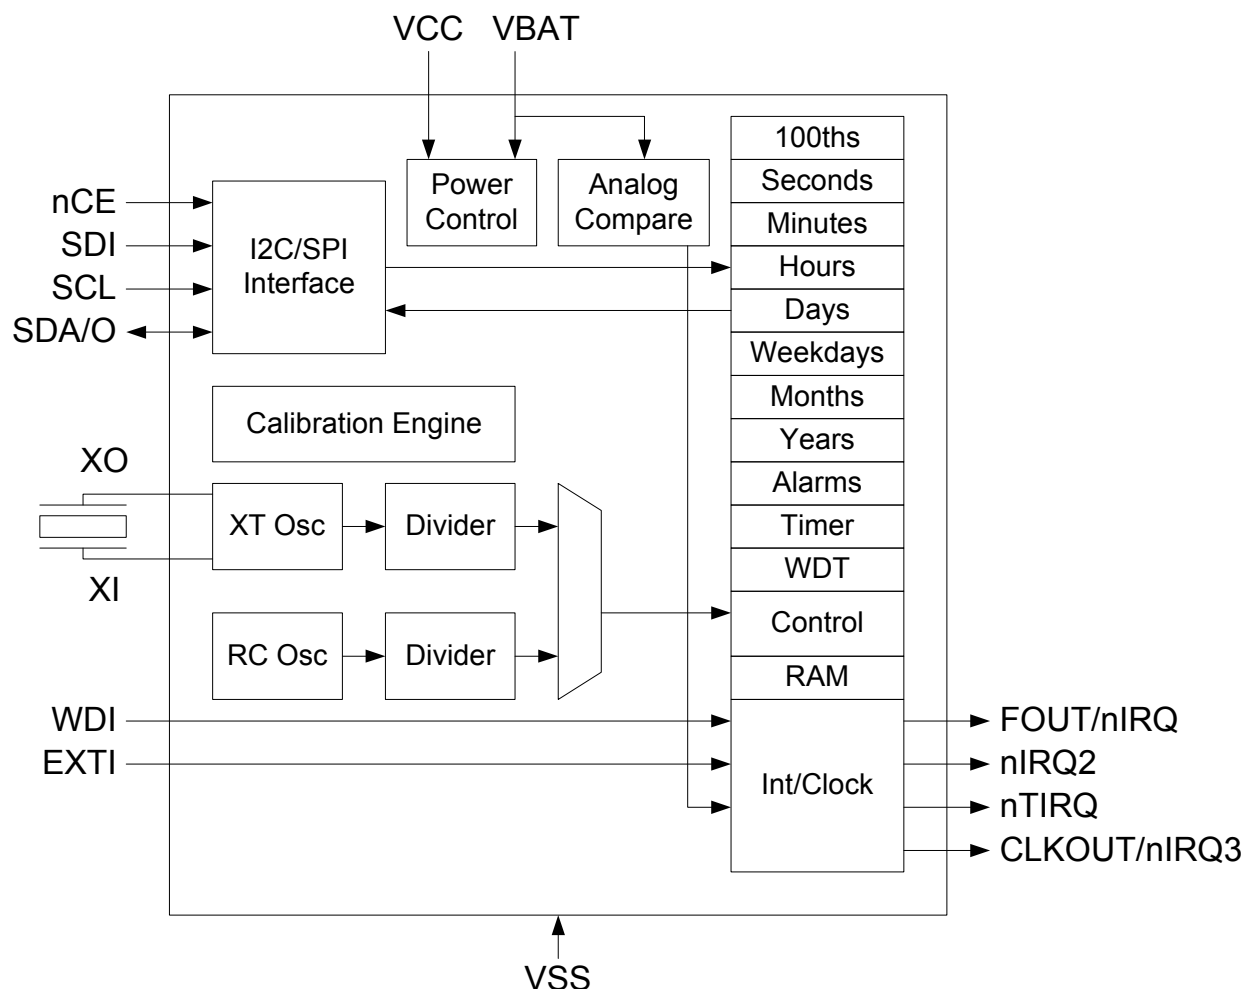 VCC
VBAT
nCE
SDI
SCL
SDA/O
I2C/SPI
Interface
Power
Control
Analog
Compare
100ths
Seconds
Minutes
Hours
Days
Weekdays
Months
Years
Alarms
Timer
WDT
Control
RAM
Int/Clock
Calibration Engine
XO
XI
XT Osc
Divider
RC Osc
Divider
WDI
EXTI
FOUT/nIRQ
nIRQ2
nTIRQ
CLKOUT/nIRQ3
VSS